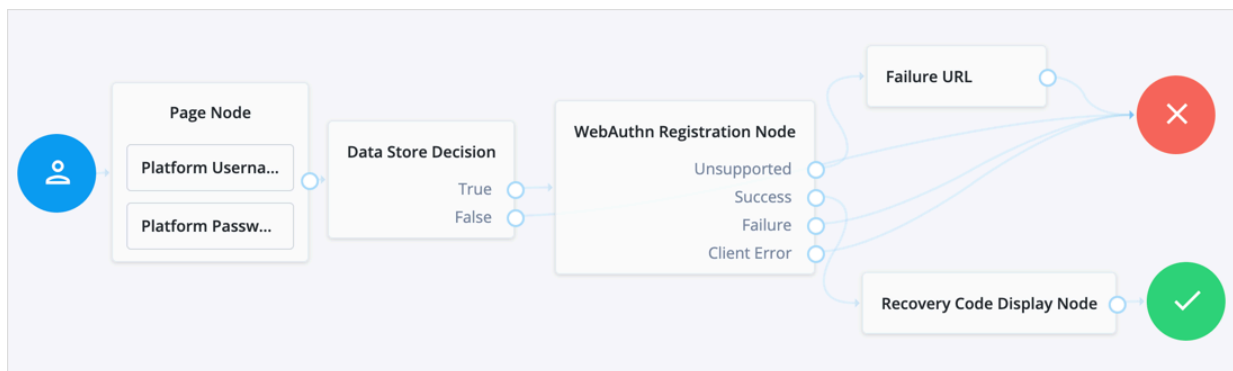 Page Node
Platform Userna...
Platform Passw...
Data Store Decision
True
False
WebAuthn Registration Node
Unsupported
Success
Failure
Client Error
Failure URL
Recovery Code Display Node